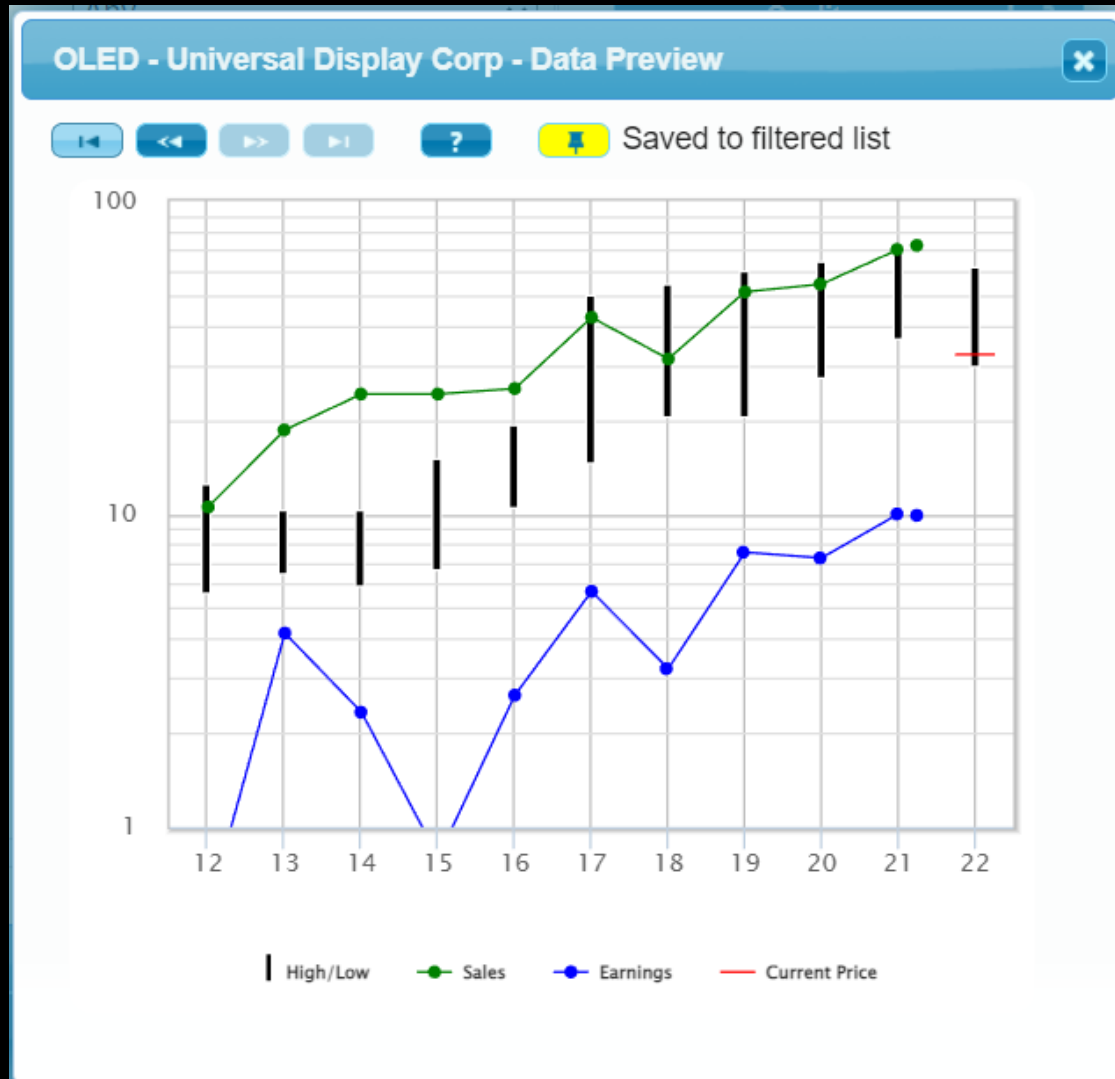 OLED - Universal Display Corp - Data Preview
?
Saved to filtered list
100
10
1
12 13 14 15 16 17 18 19 20 21 22
High/Low Sales Earnings Current Price